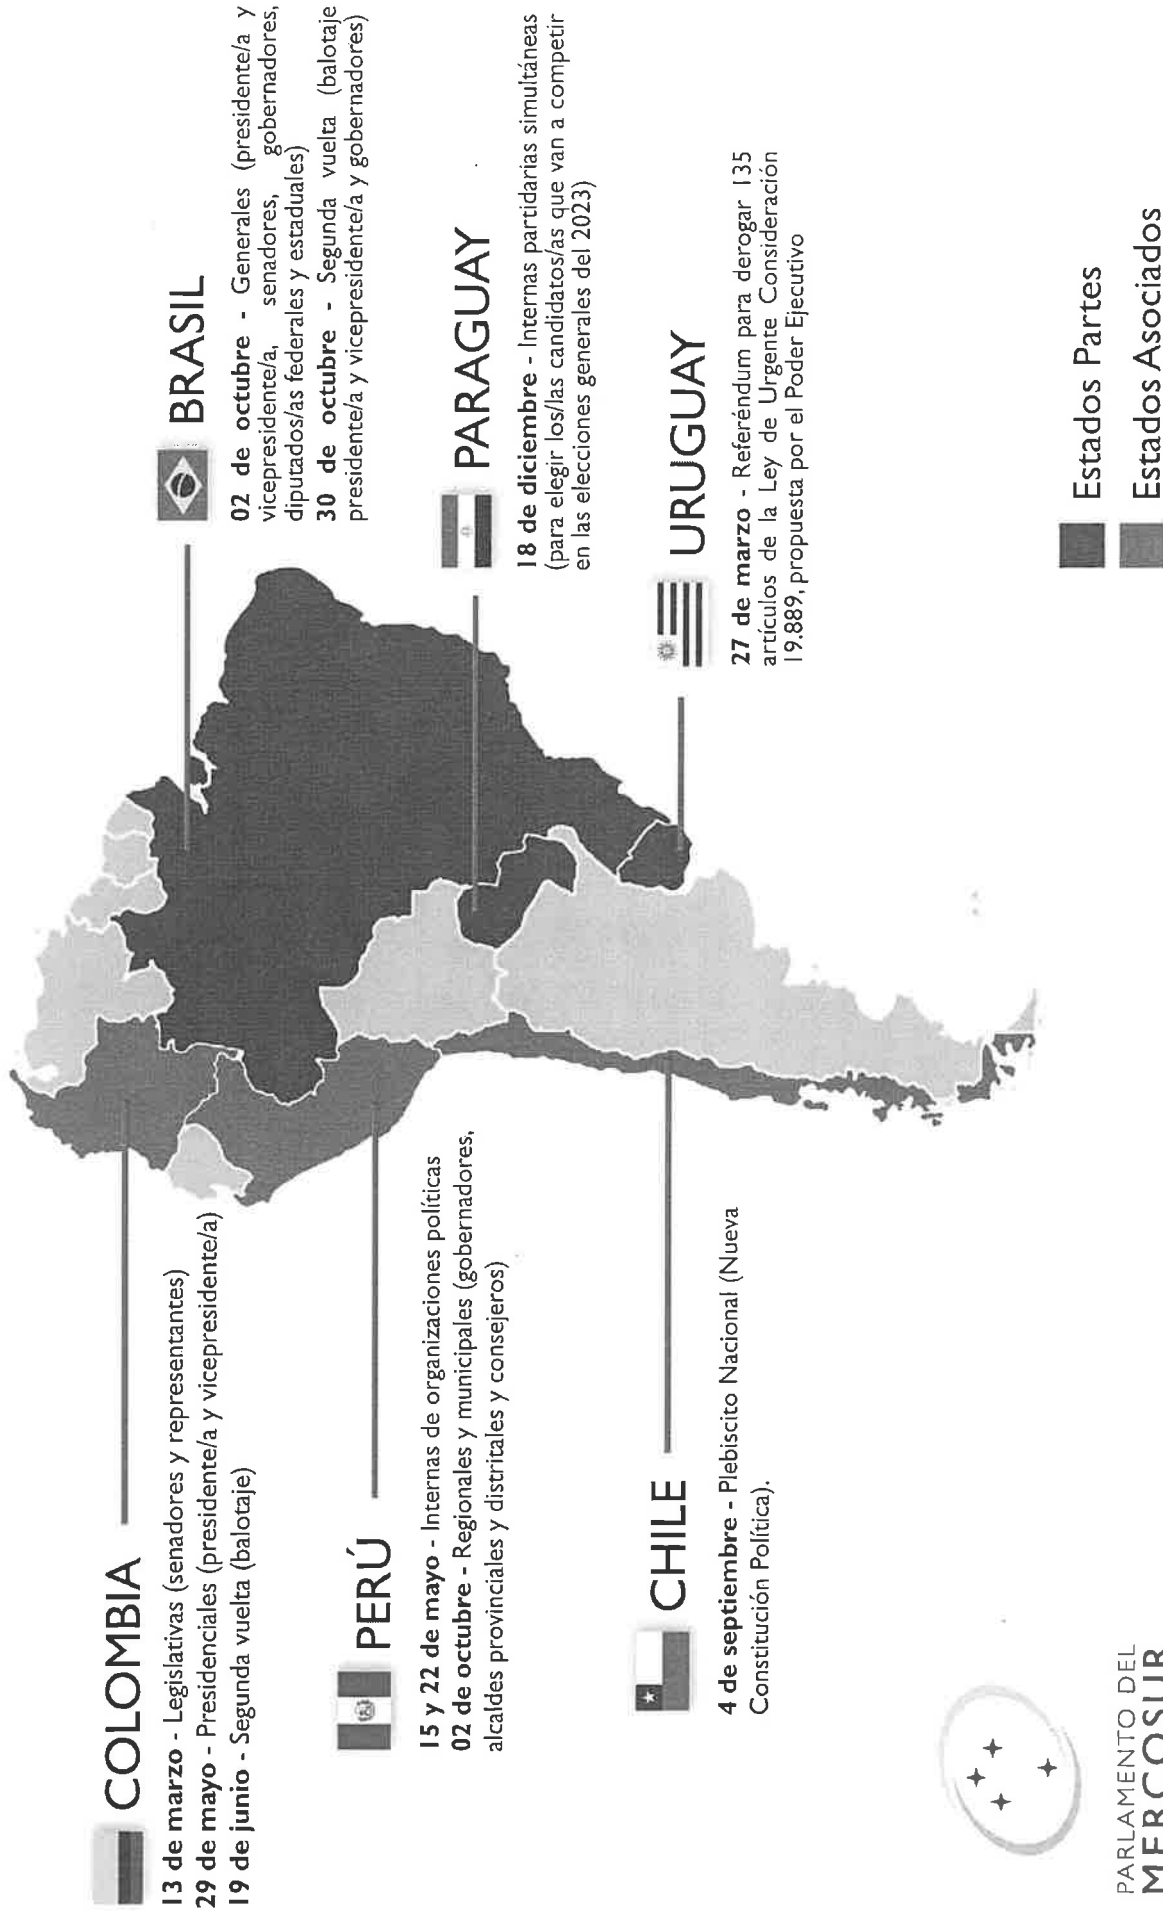 COLOMBIA
13 de marzo - Legislativas (senadores y representantes)
29 de mayo - Presidenciales (presidente/a y vicepresidente/a)
19 de junio - Segunda vuelta (balotaje)
PERÚ
15 y 22 de mayo - Internas de organizaciones políticas
02 de octubre - Regionales y municipales (gobernadores,
alcaldes provinciales y distritales y consejeros)
CHILE
4 de septiembre - Plebiscito Nacional (Nueva
Constitución Política).
PARLAMENTO DEL
MERCOSUR
BRASIL
02 de octubre - Generales (presidente/a y
vicepresidente/a, senadores, gobernadores,
diputados/as federales y estaduales)
30 de octubre - Segunda vuelta (balotaje
presidente/a y vicepresidente/a y gobernadores)
PARAGUAY
18 de diciembre - Internas partidarias simultáneas
(para elegir los/las candidatos/as que van a competir
en las elecciones generales del 2023)
URUGUAY
27 de marzo - Referéndum para derogar 135
artículos de la Ley de Urgente Consideración
19.889, propuesta por el Poder Ejecutivo
Estados Partes
Estados Asociados